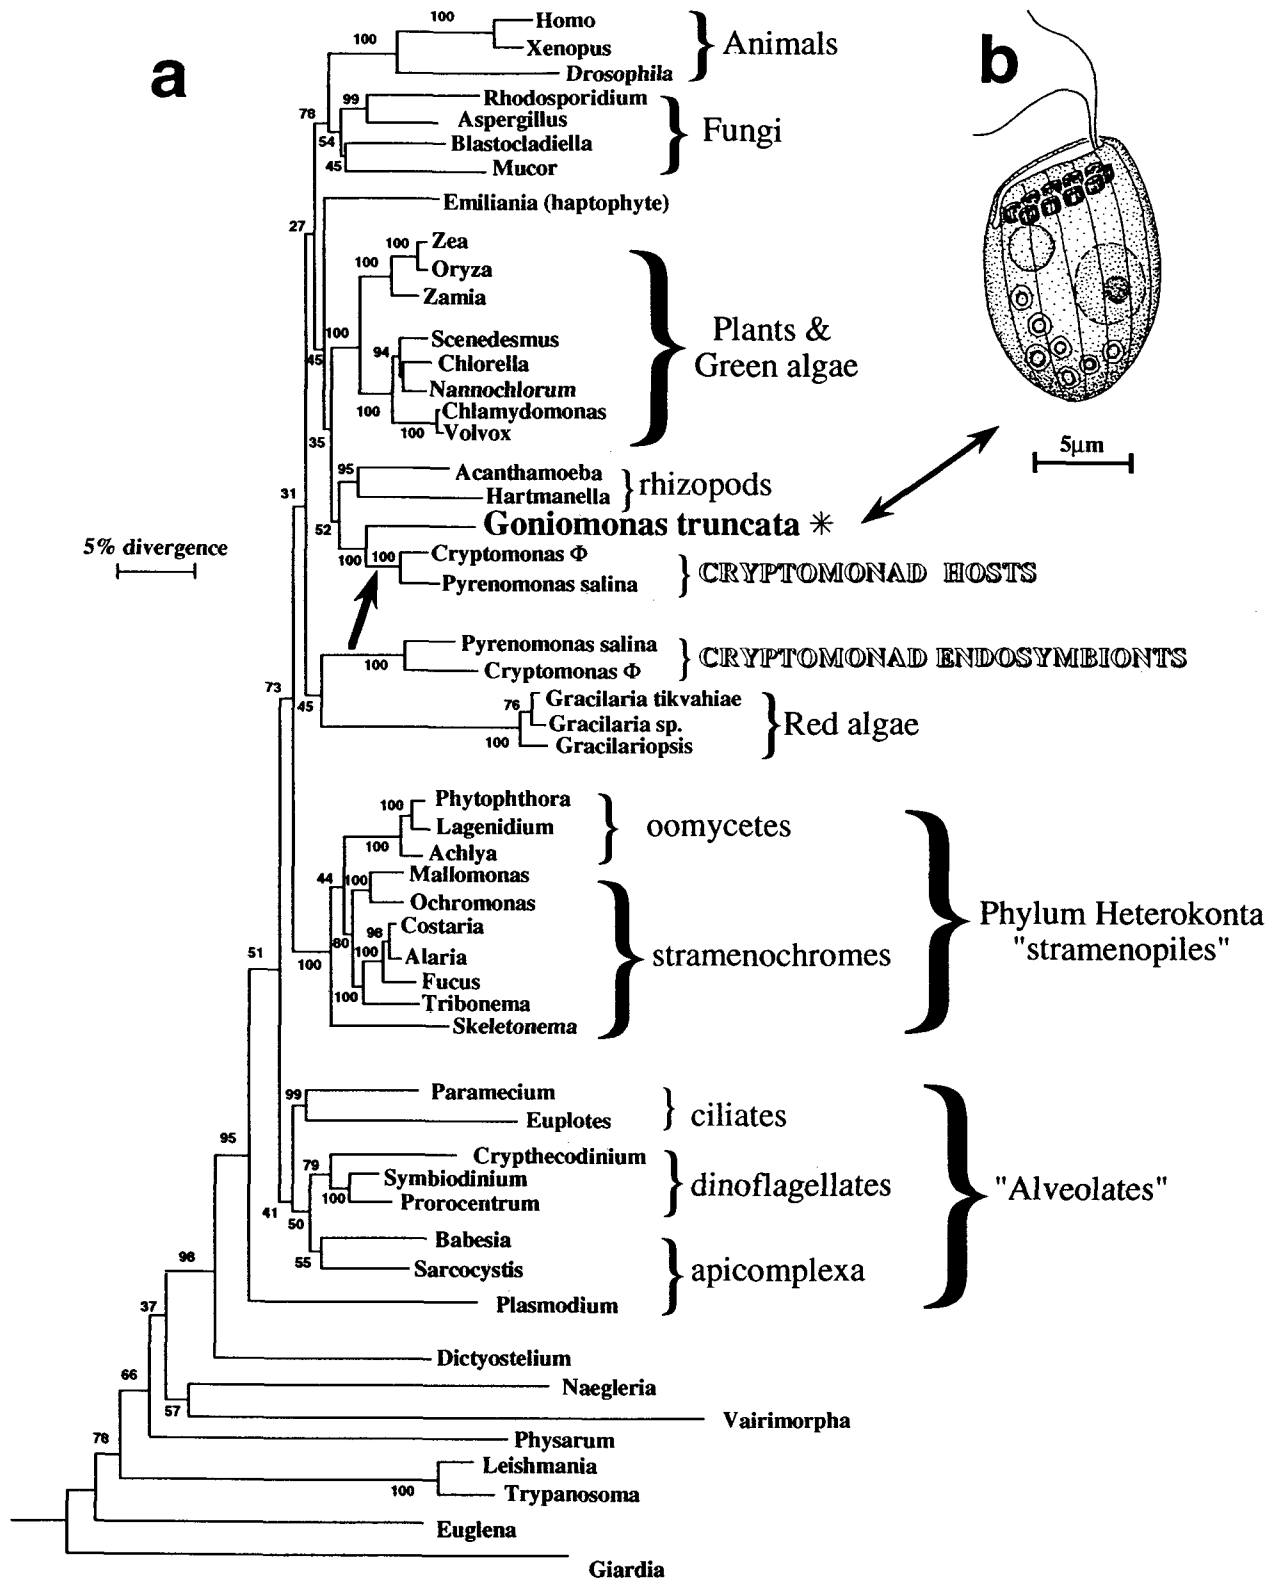 a
b
100
Homo
100
Xenopus
Drosophila
Animals
99
Rhodosporidium
78
Aspergillus
54
Blastocladiella
45
Mucor
Fungi
Emiliania (haptophyte)
27
100
Zea
100
Oryza
Zamia
100
Scenedesmus
94
Chlorella
45
Nannochlorum
100
Chlamydomonas
100
Volvox
Plants &
Green algae
35
5µm
95
Acanthamoeba
Hartmanella
rhizopods
31
52
Goniomonas truncata *
5% divergence
100
100
Cryptomonas Φ
Pyrenomonas salina
CRYPTOMONAD HOSTS
Pyrenomonas salina
100
Cryptomonas Φ
CRYPTOMONAD ENDOSYMBIONTS
73
45
76
Gracilaria tikvahiae
Gracilaria sp.
100
Gracilariopsis
Red algae
100
Phytophthora
Lagenidium
100
Achlya
oomycetes
44
100
Mallomonas
Ochromonas
98
Costaria
80
100
Alaria
Fucus
100
Tribonema
100
Skeletonema
stramenochromes
Phylum Heterokonta
"stramenopiles"
51
99
Paramecium
Euplotes
ciliates
95
79
Crypthecodinium
Symbiodinium
100
Prorocentrum
dinoflagellates
"Alveolates"
41
50
Babesia
55
Sarcocystis
Plasmodium
apicomplexa
98
37
Dictyostelium
66
Naegleria
57
Vairimorpha
78
Physarum
Leishmania
100
Trypanosoma
Euglena
Giardia